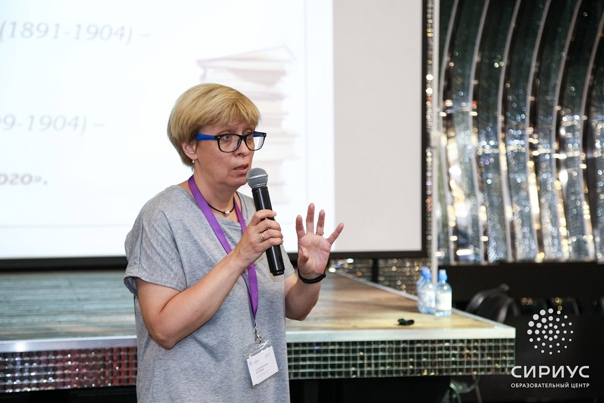 (1891-1904) –
9-1904) –
ого».
СИРИУС
ОБРАЗОВАТЕЛЬНЫЙ ЦЕНТР